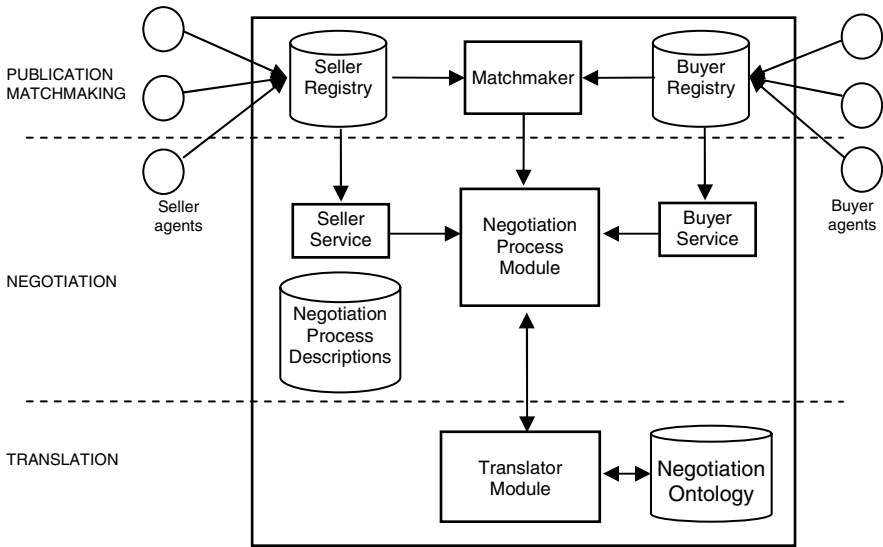 PUBLICATION
MATCHMAKING
Seller
Registry
Matchmaker
Buyer
Registry
Seller
agents
Seller
Service
Negotiation
Process
Module
Buyer
Service
Buyer
agents
NEGOTIATION
Negotiation
Process
Descriptions
TRANSLATION
Translator
Module
Negotiation
Ontology